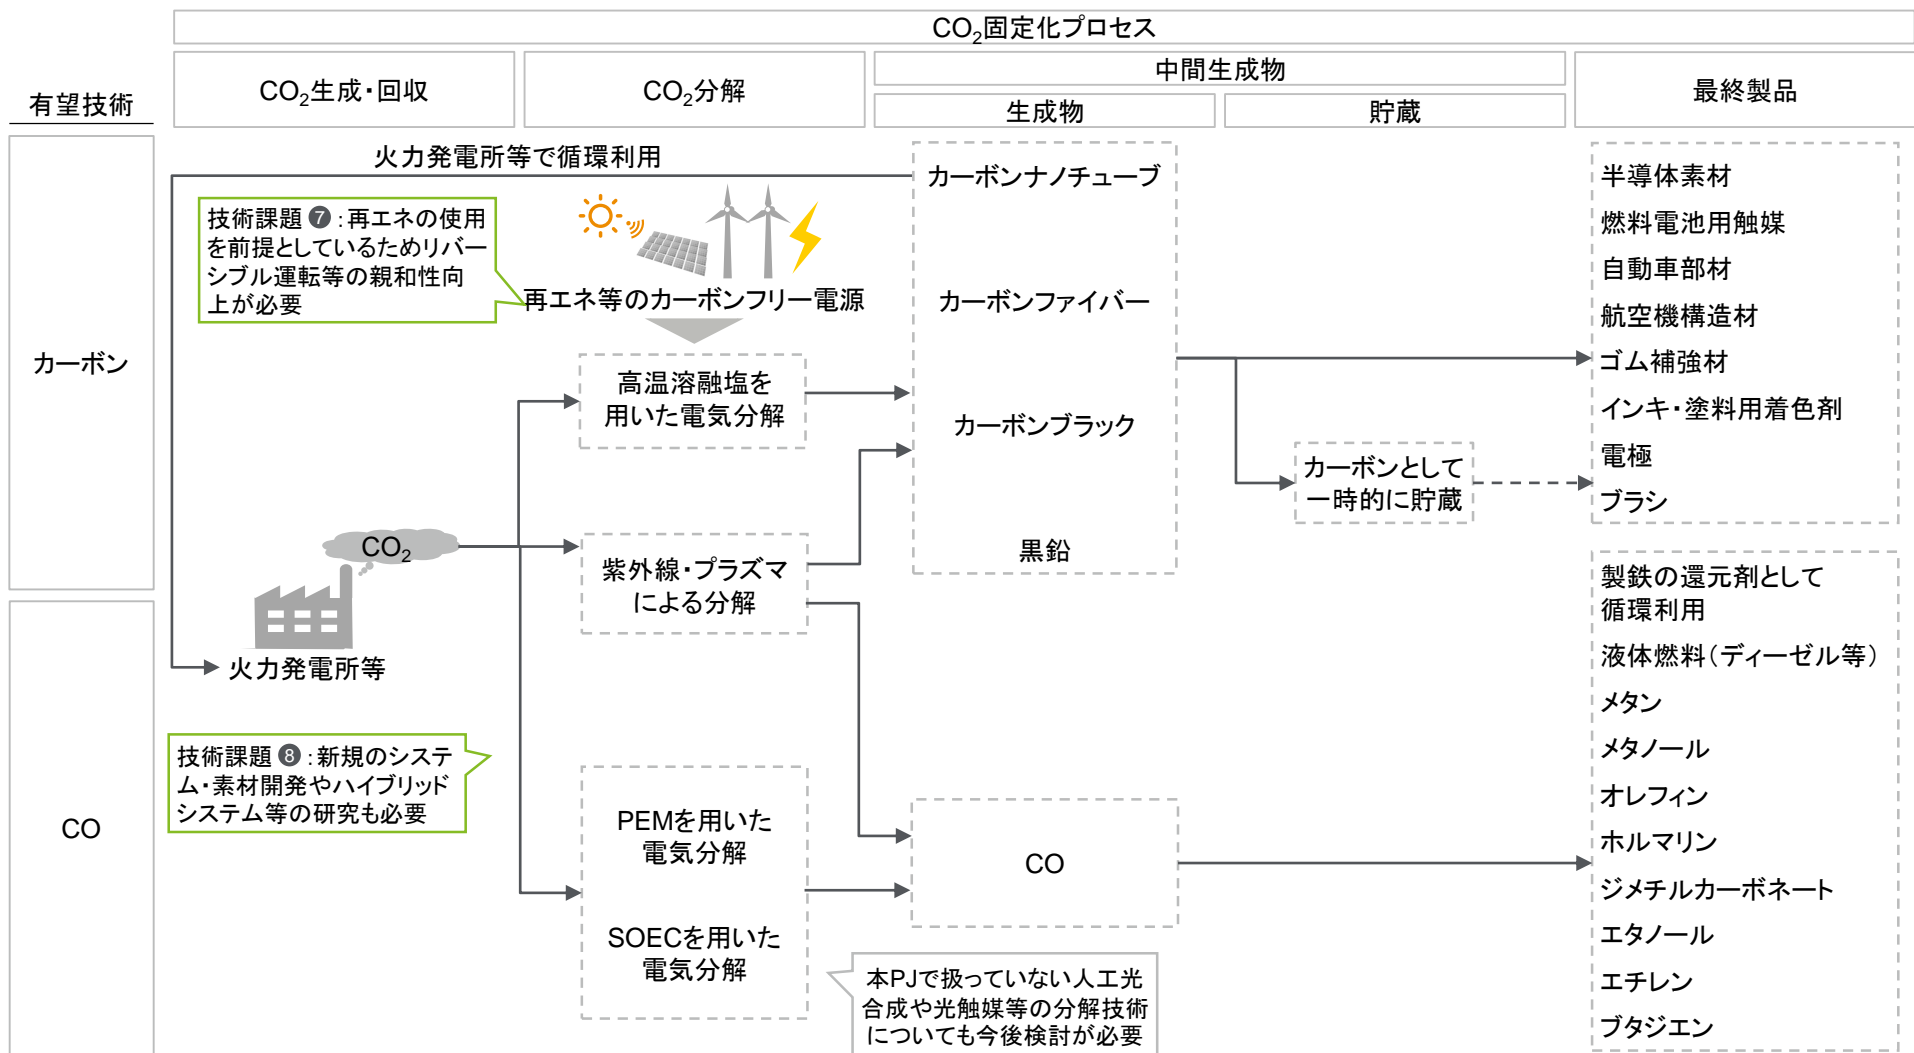 CO₂固定化プロセス
有望技術
CO₂生成・回収
CO₂分解
中間生成物
生成物
貯蔵
最終製品
カーボン
CO
火力発電所等で循環利用
技術課題 ❼ : 再エネの使用
を前提としているためリバー
シブル運転等の親和性向
上が必要
再エネ等のカーボンフリー電源
高温溶融塩を
用いた電気分解
紫外線・プラズマ
による分解
CO₂
火力発電所等
技術課題 ❽ : 新規のシステ
ム・素材開発やハイブリッド
システム等の研究も必要
PEMを用いた
電気分解
SOECを用いた
電気分解
本PJで扱っていない人工光
合成や光触媒等の分解技術
についても今後検討が必要
カーボンナノチューブ
カーボンファイバー
カーボンブラック
黒鉛
CO
カーボンとして
一時的に貯蔵
半導体素材
燃料電池用触媒
自動車部材
航空機構造材
ゴム補強材
インキ・塗料用着色剤
電極
ブラシ
製鉄の還元剤として
循環利用
液体燃料（ディーゼル等）
メタン
メタノール
オレフィン
ホルマリン
ジメチルカーボネート
エタノール
エチレン
ブタジエン